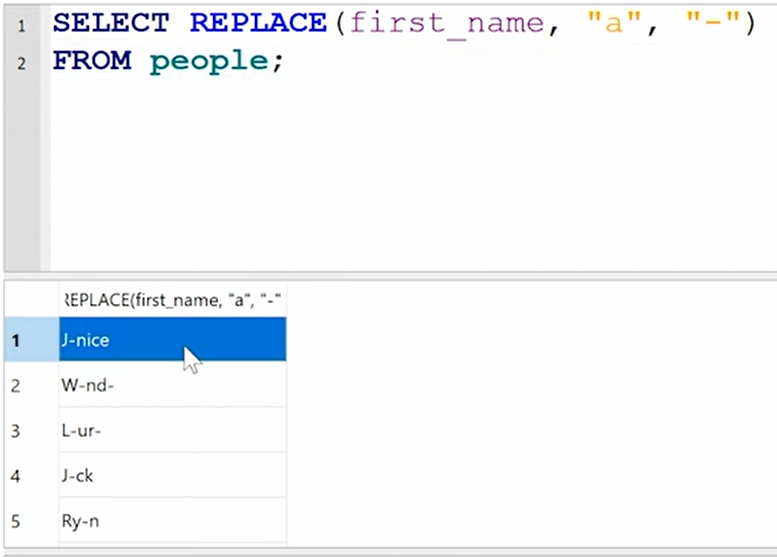 1 SELECT REPLACE(first_name, "a", "-")
2 FROM people;
REPLACE(first_name, "a", "-"
1 J-nice
2 W-nd-
3 L-ur-
4 J-ck
5 Ry-n